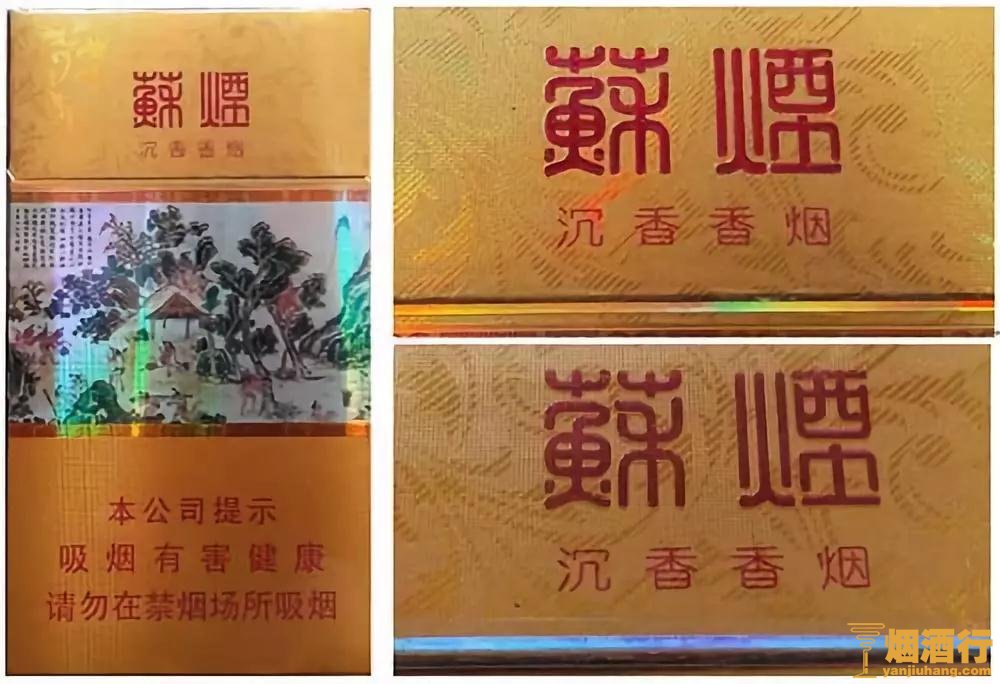 蘇煙
沉香香烟
本公司提示
吸烟有害健康
请勿在禁烟场所吸烟
蘇煙
沉香香烟
蘇煙
沉香香烟
烟酒行
yanjiuhang.com